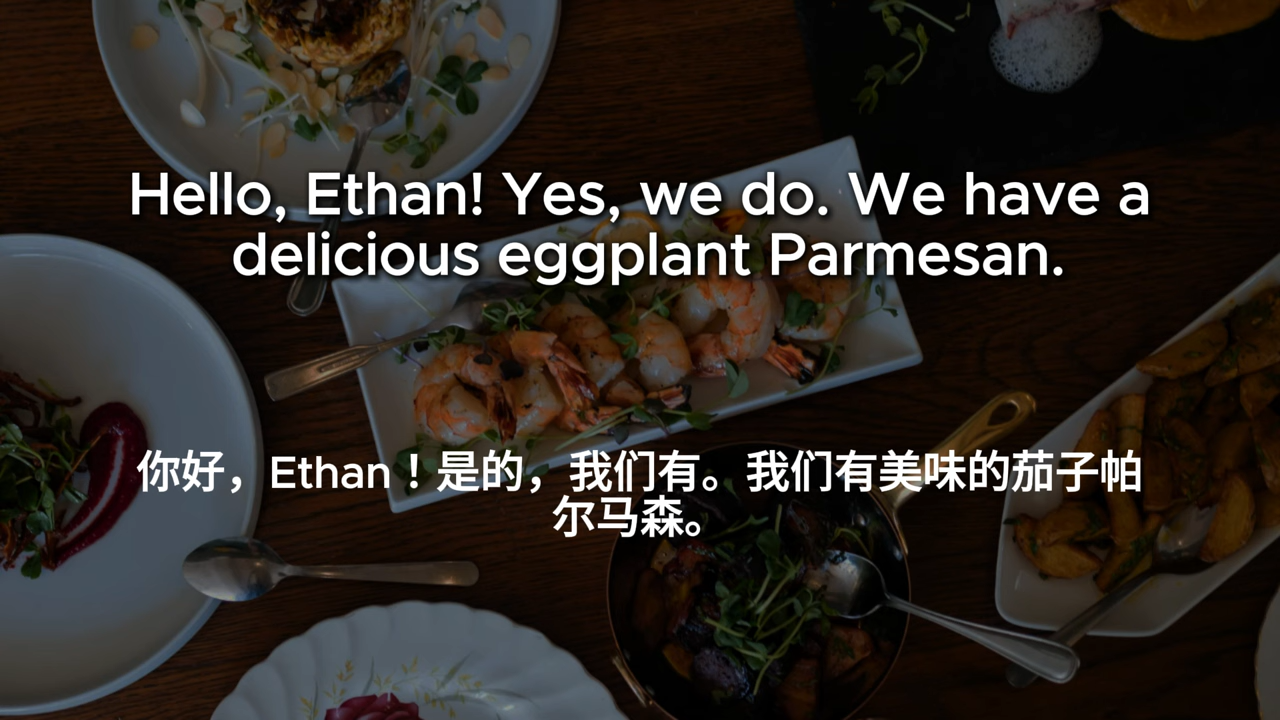 Hello, Ethan! Yes, we do. We have a
delicious eggplant Parmesan.
你好，Ethan！是的，我们有。我们有美味的茄子帕
尔马森。